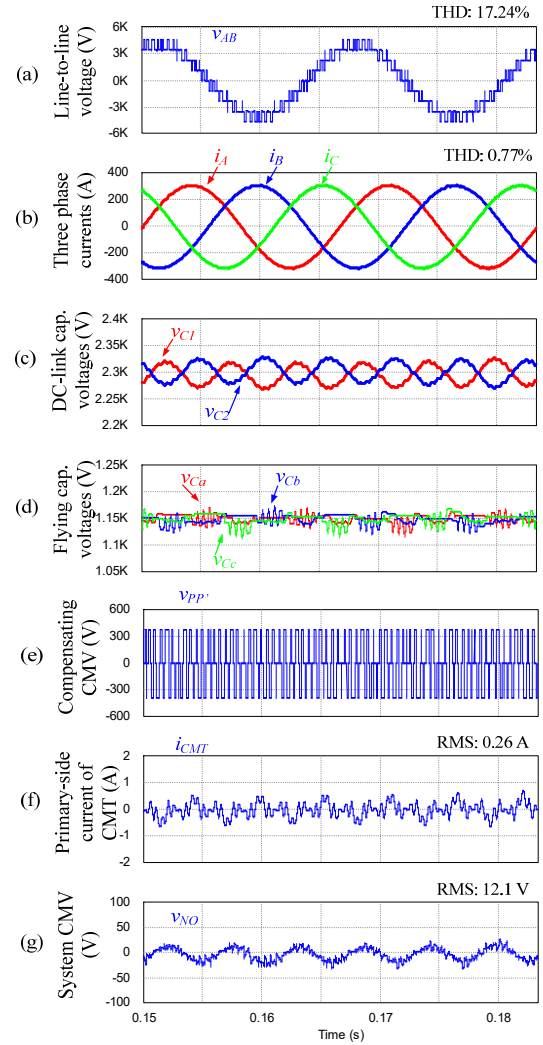 THD: 17.24%
(a)
Line-to-line
voltage (V)
6K
3K
0K
-3K
-6K
vAB
THD: 0.77%
(b)
Three phase
currents (A)
400
200
0
-200
-400
iA
iB
iC
(c)
DC-link cap.
voltages (V)
2.4K
2.3K
2.2K
2.2K
vC1
vC2
(d)
Flying cap.
voltages (V)
1.25K
1.2K
1.15K
1.1K
1.05K
vCa
vCb
vCc
(e)
Compensating
CMV (V)
600
300
0
-300
-600
vPP'
RMS: 0.26 A
(f)
Primary-side
current of
CMT (A)
2
1
0
-1
-2
iCMT
RMS: 12.1 V
(g)
System CMV
(V)
100
50
0
-50
-100
vNO
0.15
0.16
0.17
0.18
Time (s)